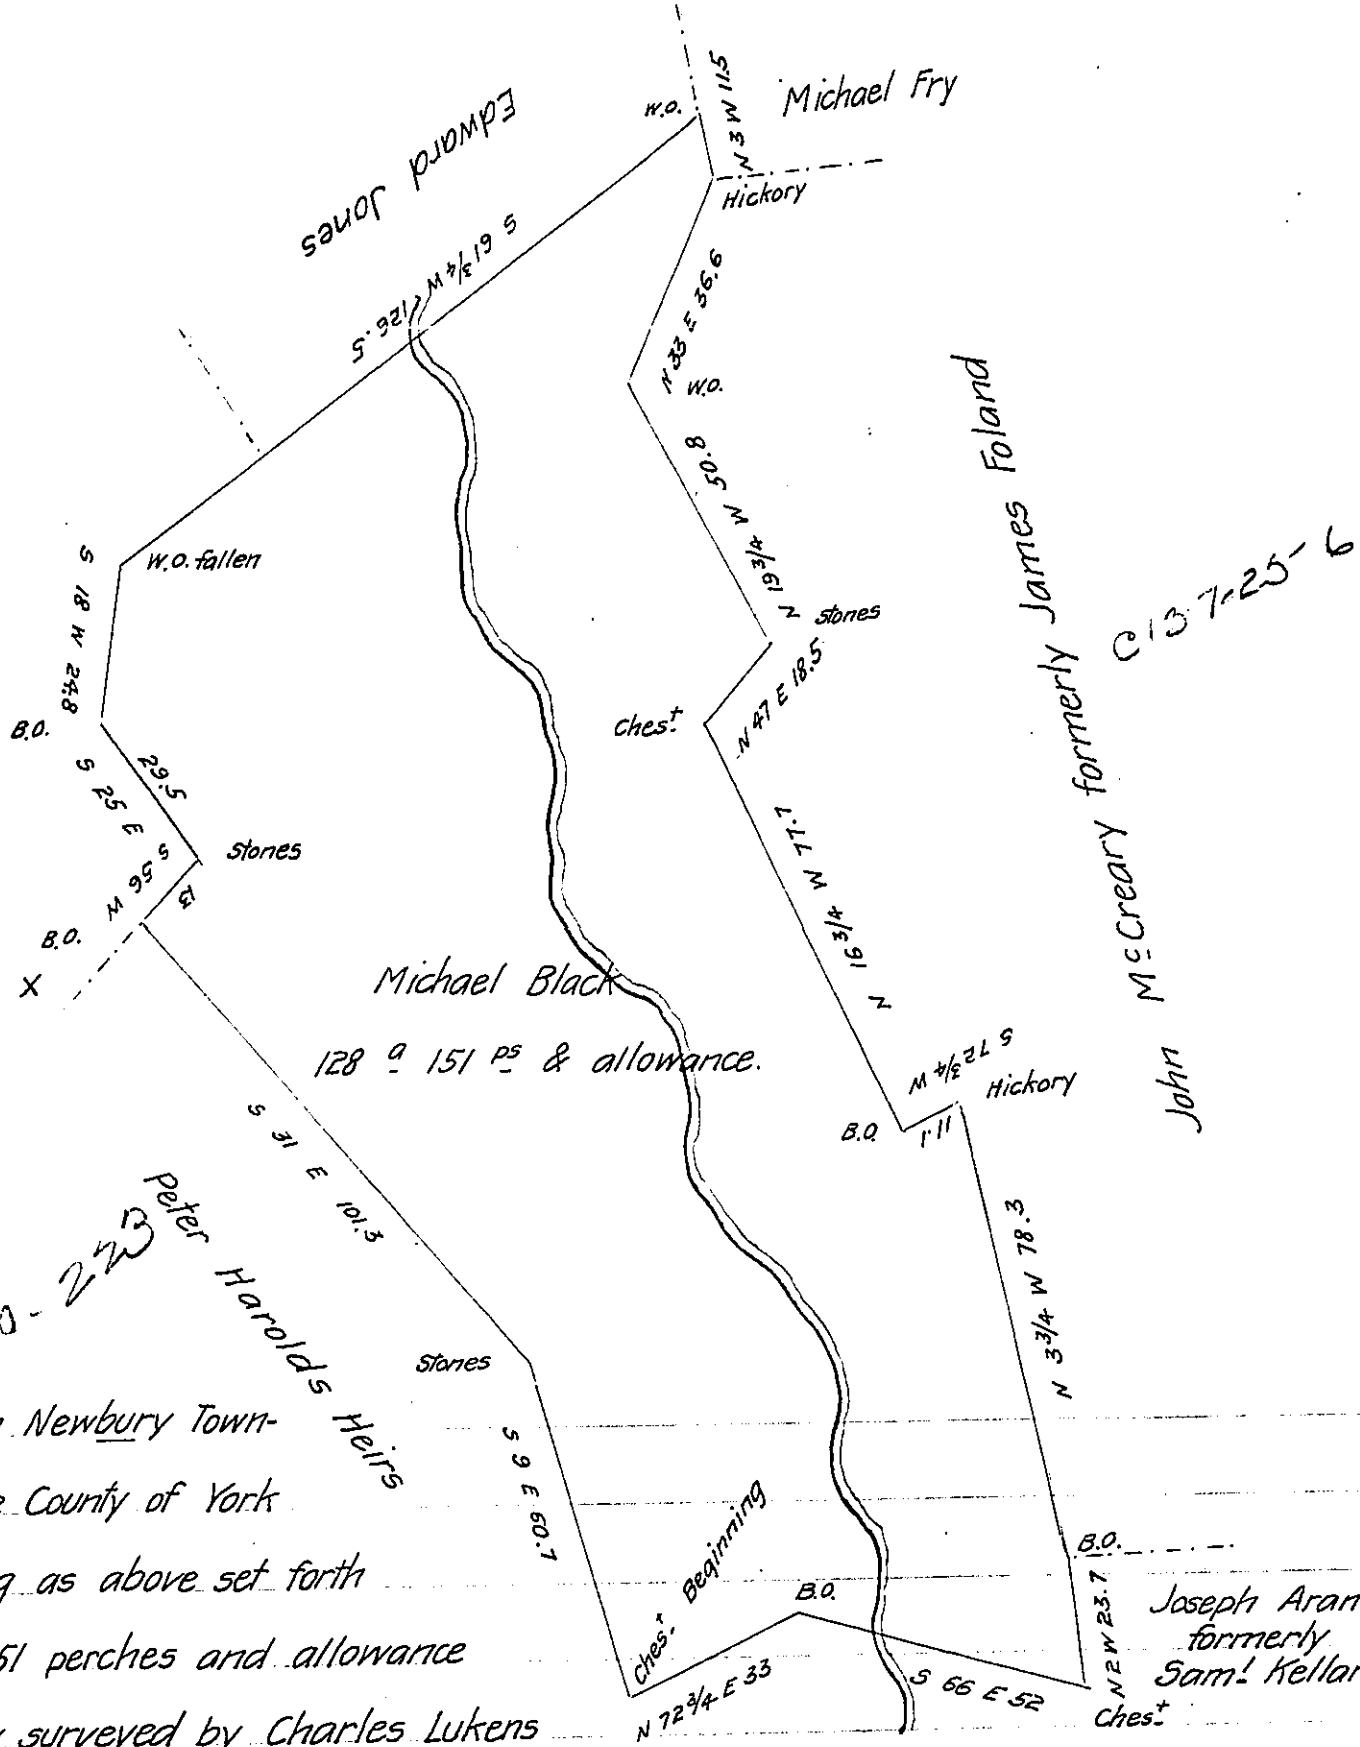 Michael Fry
W.O.
N 3 W 11.5
Hickory
Edward Jones
S 61 3/4 W
126.5
N 33 E 36.6
W.O.
N 19 3/4 W 50.8
Stones
W.O. fallen
S 18 W 24.8
B.O.
N 47 E 18.5
Ches.t
John McCreary formerly James Foland
C137-25-6
S 25 E
29.5
Stones
S 56 W
13
B.O.
X
N 16 3/4 W 77.7
Michael Black
128 a 151 ps & allowance.
S 72 3/4 W
11.1
Hickory
B.O.
S 31 E 101.3
Peter Harolds Heirs
- 223
N 3 3/4 W 78.3
Stones
Newbury Town-
County of York
S 9 E 60.7
as above set forth
B.O.
Ches.t Beginning
B.O.
N 2 W 23.7
Joseph Aran
formerly
Sam! Kellar
51 perches and allowance
N 72 3/4 E 33
S 66 E 52
Ches.t
surveyed by Charles Lukens